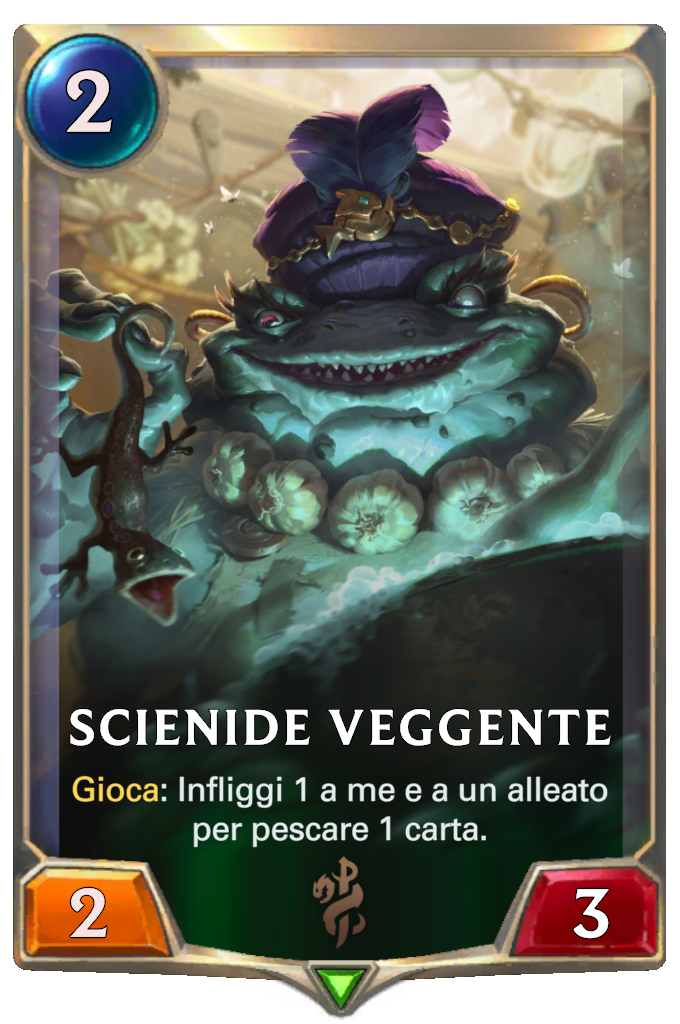 2
SCIENIDE VEGGENTE
Gioca: Infliggi 1 a me e a un alleato
per pescare 1 carta.
2
3